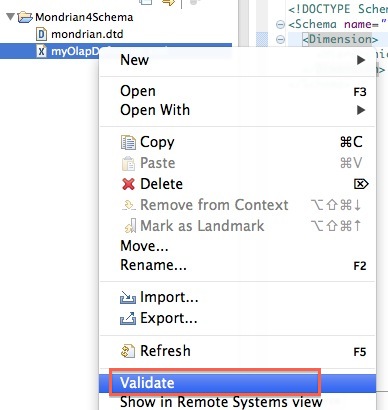 Mondrian4Schema
mondrian.dtd
myOlapD
<!DOCTYPE Schem
<Schema name="
<Dimension>
New
Open F3
Open With
Copy ⌘C
Paste ⌘V
Delete ⌦
Remove from Context ⌥⇧⌘↓
Mark as Landmark ⌥⇧⌘↑
Move...
Rename... F2
Import...
Export...
Refresh F5
Validate
Show in Remote Systems view